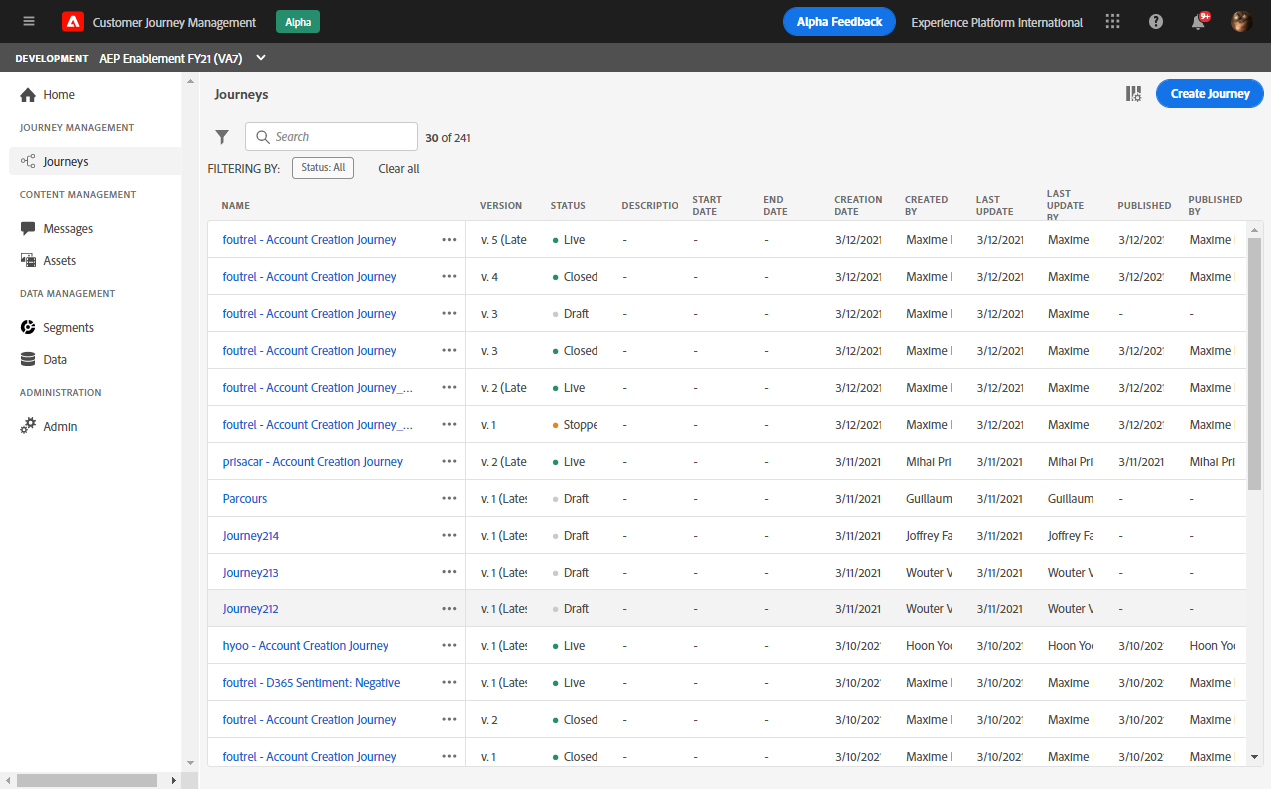 Customer Journey Management Alpha Alpha Feedback Experience Platform International 9+
DEVELOPMENT AEP Enablement FY21 (VA7)
Home
JOURNEY MANAGEMENT
Journeys
CONTENT MANAGEMENT
Messages
Assets
DATA MANAGEMENT
Segments
Data
ADMINISTRATION
Admin
Journeys Create Journey
Search 30 of 241
FILTERING BY: Status: All Clear all
NAME VERSION STATUS DESCRIPTIO START DATE END DATE CREATION DATE CREATED BY LAST UPDATE LAST UPDATE BY PUBLISHED PUBLISHED BY
foutrel - Account Creation Journey ••• v. 5 (Late Live - - - 3/12/2021 Maxime 3/12/2021 Maxime 3/12/202 Maxime
foutrel - Account Creation Journey ••• v. 4 Closed - - - 3/12/2021 Maxime 3/12/2021 Maxime 3/12/202 Maxime
foutrel - Account Creation Journey ••• v. 3 Draft - - - 3/12/2021 Maxime 3/12/2021 Maxime - -
foutrel - Account Creation Journey ••• v. 3 Closed - - - 3/12/2021 Maxime 3/12/2021 Maxime 3/12/202 Maxime
foutrel - Account Creation Journey_... ••• v. 2 (Late Live - - - 3/12/2021 Maxime 3/12/2021 Maxime 3/12/202 Maxime
foutrel - Account Creation Journey_... ••• v. 1 Stoppe - - - 3/12/2021 Maxime 3/12/2021 Maxime 3/12/202 Maxime
prisacar - Account Creation Journey ••• v. 2 (Late Live - - - 3/11/2021 Mihai Pri 3/11/2021 Mihai Pri 3/11/2021 Mihai Pri
Parcours ••• v. 1 (Lates Draft - - - 3/11/2021 Guillaum 3/11/2021 Guillaum - -
Journey214 ••• v. 1 (Lates Draft - - - 3/11/2021 Joffrey Fa 3/11/2021 Joffrey Fa - -
Journey213 ••• v. 1 (Lates Draft - - - 3/11/2021 Wouter V 3/11/2021 Wouter V - -
Journey212 ••• v. 1 (Lates Draft - - - 3/11/2021 Wouter V 3/11/2021 Wouter V - -
hyoo - Account Creation Journey ••• v. 1 (Lates Live - - - 3/10/202 Hoon Yoo 3/10/202 Hoon Yoo 3/10/202 Hoon Yoo
foutrel - D365 Sentiment: Negative ••• v. 1 (Lates Live - - - 3/10/202 Maxime 3/10/202 Maxime 3/10/202 Maxime
foutrel - Account Creation Journey ••• v. 2 Closed - - - 3/10/202 Maxime 3/10/202 Maxime 3/10/202 Maxime
foutrel - Account Creation Journey ••• v. 1 Closed - - - 3/10/202 Maxime 3/10/202 Maxime 3/10/202 Maxime